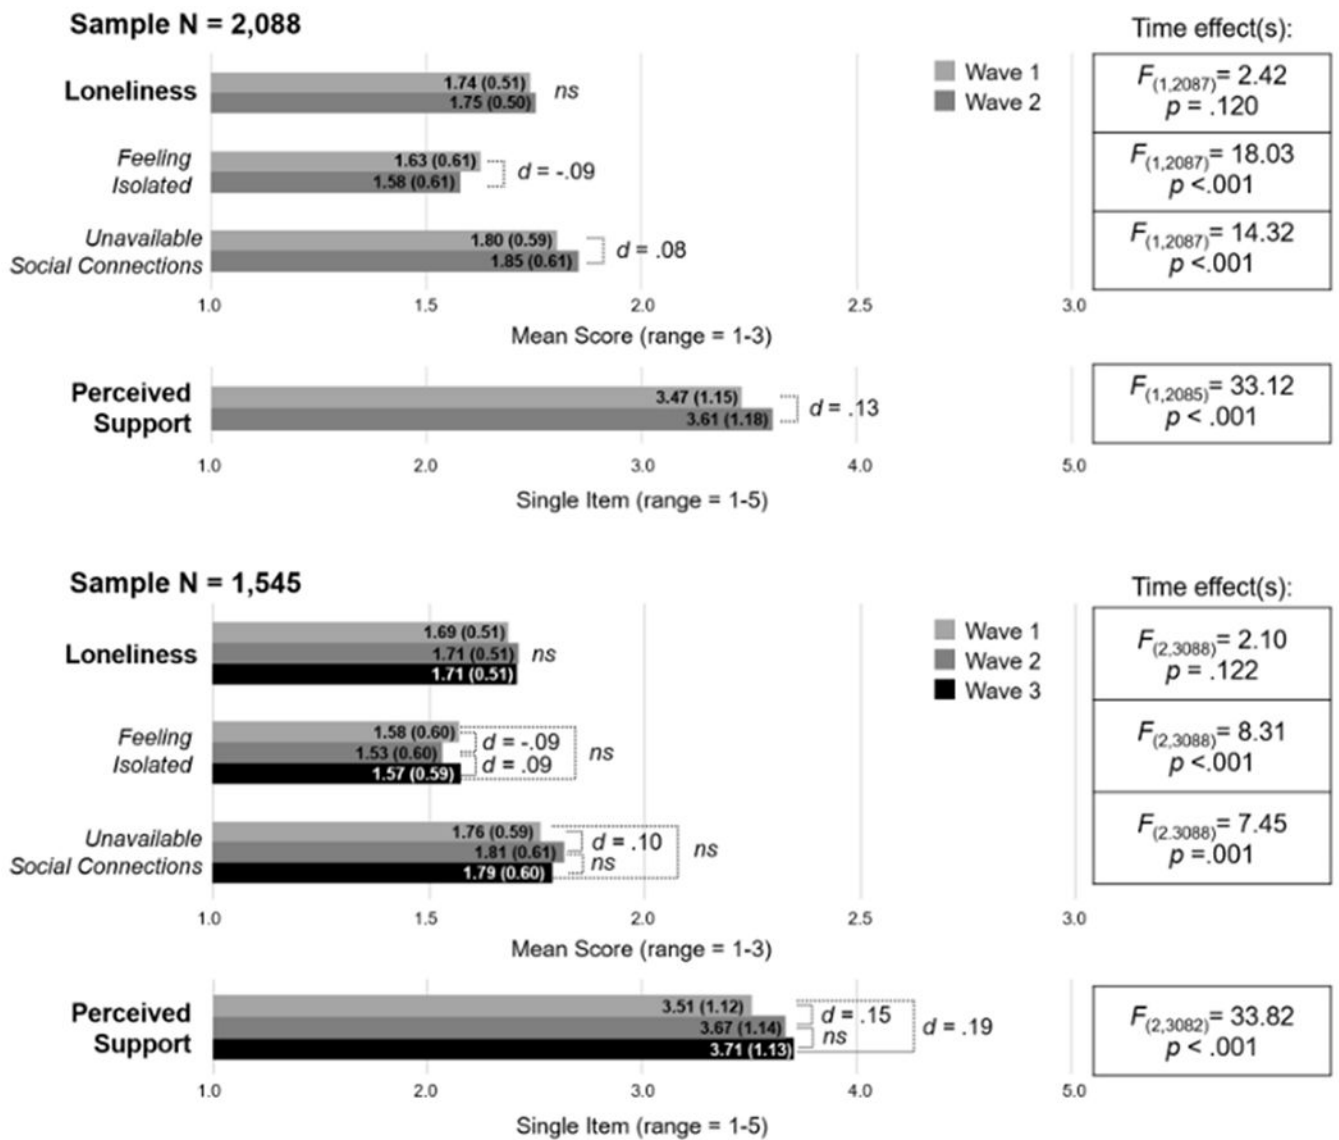 Sample N = 2,088
Time effect(s):
Loneliness
1.74 (0.51)
1.75 (0.50)
ns
Wave 1
Wave 2
F(1,2087)= 2.42
p = .120
Feeling
Isolated
1.63 (0.61)
1.58 (0.61)
d = -.09
F(1,2087)= 18.03
p <.001
Unavailable
Social Connections
1.80 (0.59)
1.85 (0.61)
d = .08
F(1,2087)= 14.32
p <.001
1.0 1.5 2.0 2.5 3.0
Mean Score (range = 1-3)
Perceived
Support
3.47 (1.15)
3.61 (1.18)
d = .13
F(1,2085)= 33.12
p < .001
1.0 2.0 3.0 4.0 5.0
Single Item (range = 1-5)
Sample N = 1,545
Time effect(s):
Loneliness
1.69 (0.51)
1.71 (0.51)
1.71 (0.51)
ns
Wave 1
Wave 2
Wave 3
F(2,3088)= 2.10
p = .122
Feeling
Isolated
1.58 (0.60)
1.53 (0.60)
1.57 (0.59)
d = -.09
d = .09
ns
F(2,3088)= 8.31
p <.001
Unavailable
Social Connections
1.76 (0.59)
1.81 (0.61)
1.79 (0.60)
d = .10
ns
ns
F(2.3088)= 7.45
p =.001
1.0 1.5 2.0 2.5 3.0
Mean Score (range = 1-3)
Perceived
Support
3.51 (1.12)
3.67 (1.14)
3.71 (1.13)
d = .15
ns
d = .19
F(2,3082)= 33.82
p < .001
1.0 2.0 3.0 4.0 5.0
Single Item (range = 1-5)